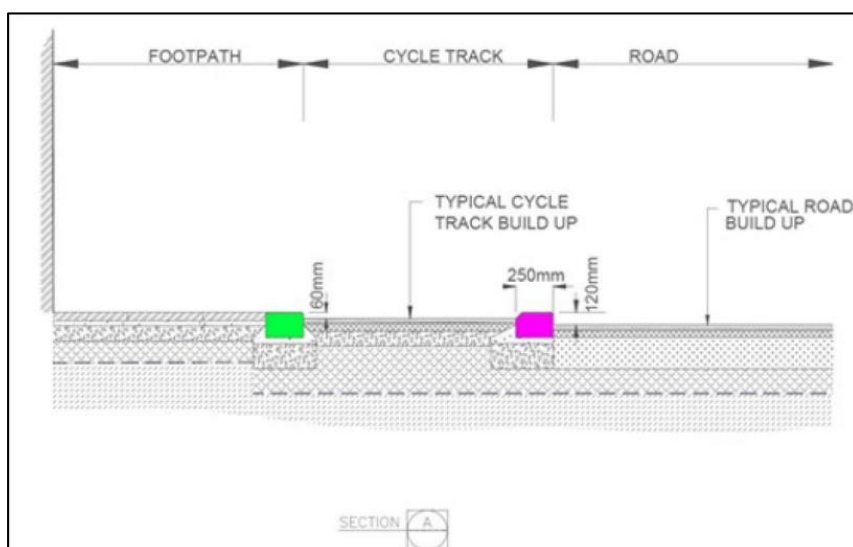 FOOTPATH CYCLE TRACK ROAD
TYPICAL CYCLE
TRACK BUILD UP
TYPICAL ROAD
BUILD UP
60mm
250mm
120mm
SECTION A